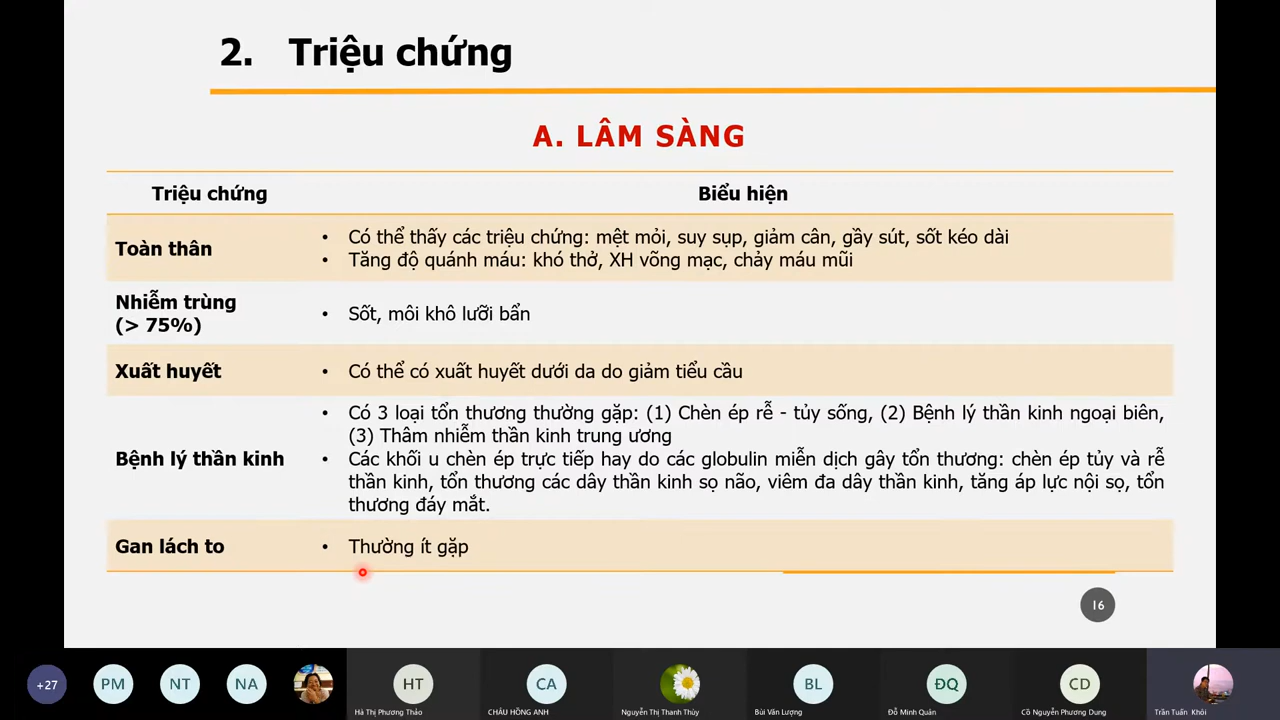 2. Triệu chứng
A. LÂM SÀNG
Triệu chứng
Biểu hiện
Toàn thân
• Có thể thấy các triệu chứng: mệt mỏi, suy sụp, giảm cân, gầy sút, sốt kéo dài
• Tăng độ quánh máu: khó thở, XH võng mạc, chảy máu mũi
Nhiễm trùng
(> 75%)
• Sốt, môi khô lưỡi bẩn
Xuất huyết
• Có thể có xuất huyết dưới da do giảm tiểu cầu
Bệnh lý thần kinh
• Có 3 loại tổn thương thường gặp: (1) Chèn ép rễ - tủy sống, (2) Bệnh lý thần kinh ngoại biên,
(3) Thâm nhiễm thần kinh trung ương
• Các khối u chèn ép trực tiếp hay do các globulin miễn dịch gây tổn thương: chèn ép tủy và rễ
thần kinh, tổn thương các dây thần kinh sọ não, viêm đa dây thần kinh, tăng áp lực nội sọ, tổn
thương đáy mắt.
Gan lách to
• Thường ít gặp
16
+27
PM
NT
NA
HT
CA
BL
ĐQ
CD
Hà Thị Phương Thảo
CHÂU HỒNG ANH
Nguyễn Thị Thanh Thủy
Bùi Văn Lượng
Đỗ Minh Quân
Cồ Nguyễn Phương Dung
Trần Tuấn Khôi